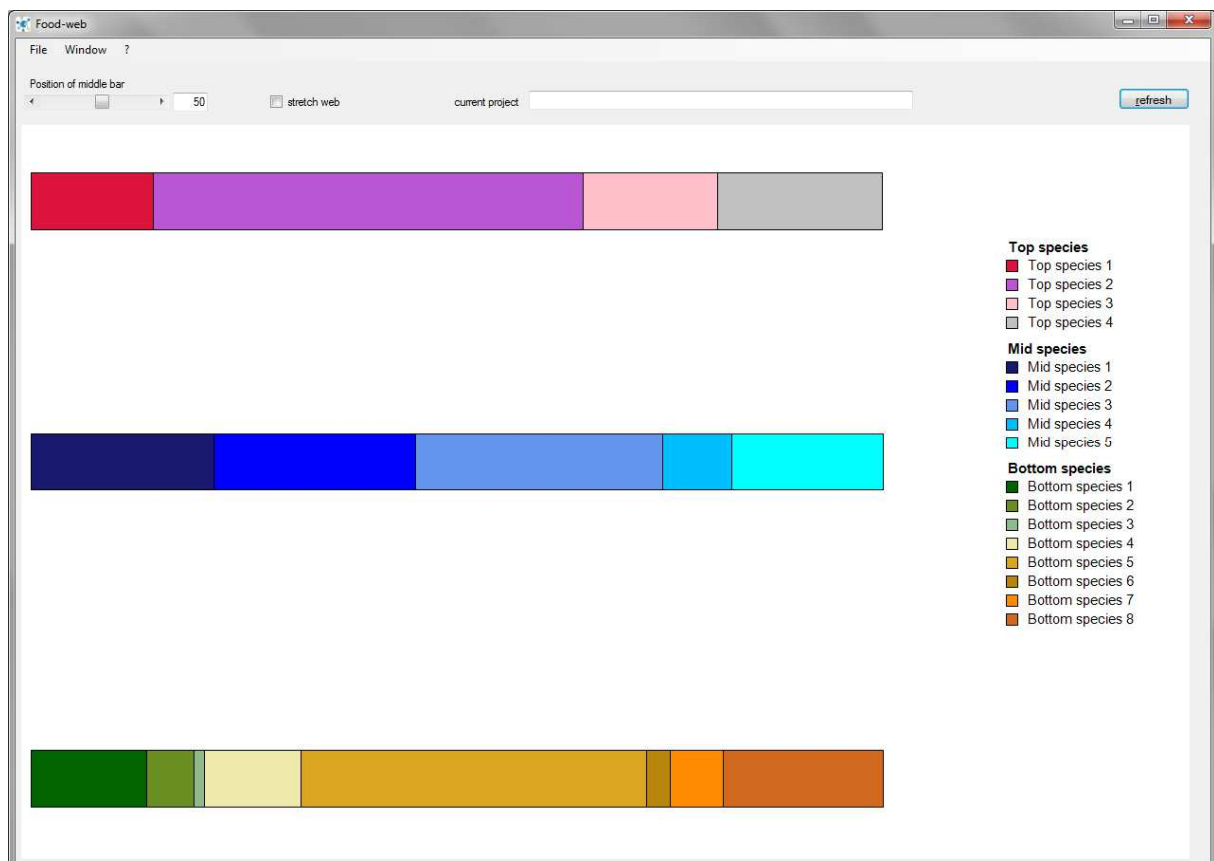 Food-web
File Window ?
Position of middle bar
50
stretch web
current project
refresh
Top species
Top species 1
Top species 2
Top species 3
Top species 4
Mid species
Mid species 1
Mid species 2
Mid species 3
Mid species 4
Mid species 5
Bottom species
Bottom species 1
Bottom species 2
Bottom species 3
Bottom species 4
Bottom species 5
Bottom species 6
Bottom species 7
Bottom species 8